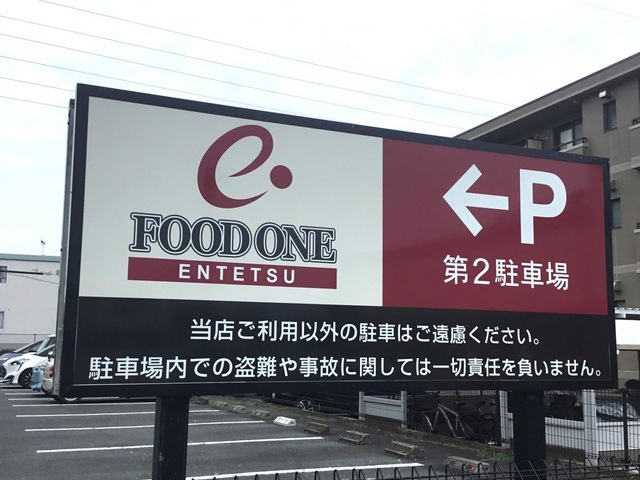 e.
FOOD ONE
ENTETSU
←P
第2駐車場
当店ご利用以外の駐車はご遠慮ください。
駐車場内での盗難や事故に関しては一切責任を負いません。